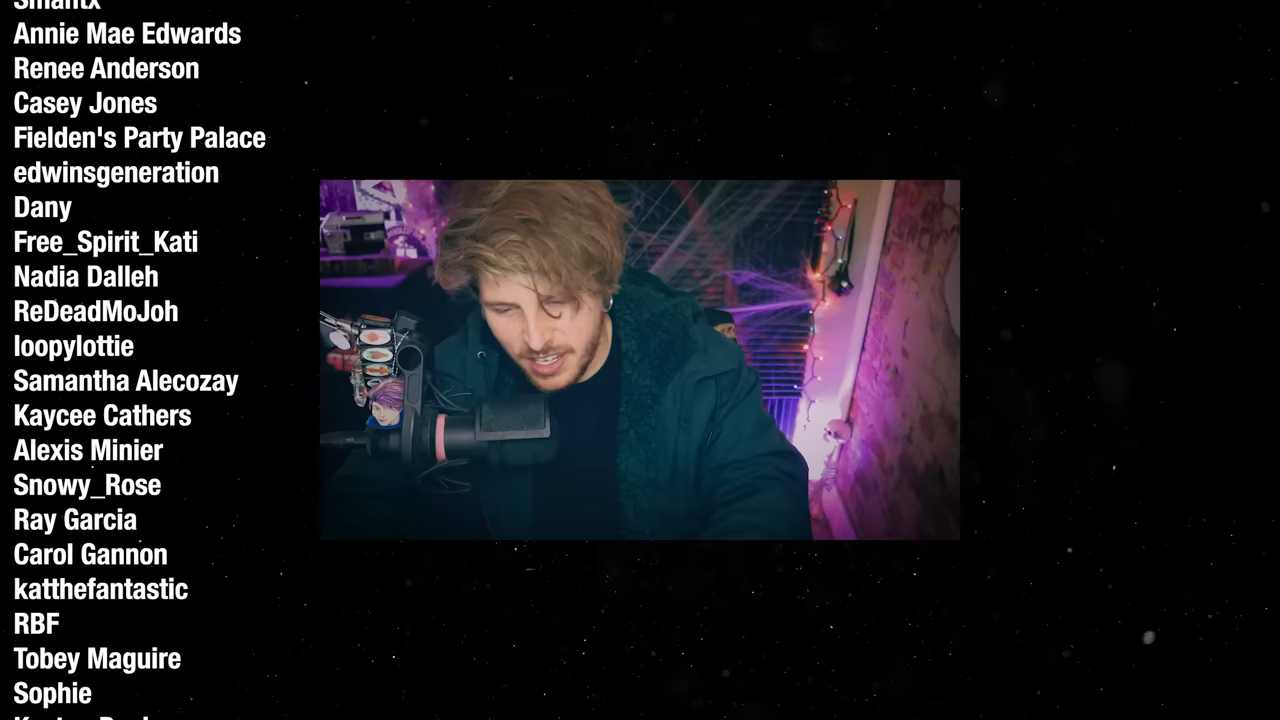 Annie Mae Edwards
Renee Anderson
Casey Jones
Fielden's Party Palace
edwinsgeneration
Dany
Free_Spirit_Kati
Nadia Dalleh
ReDeadMoJoh
loopylottie
Samantha Alecozay
Kaycee Cathers
Alexis Minier
Snowy_Rose
Ray Garcia
Carol Gannon
katthefantastic
RBF
Tobey Maguire
Sophie